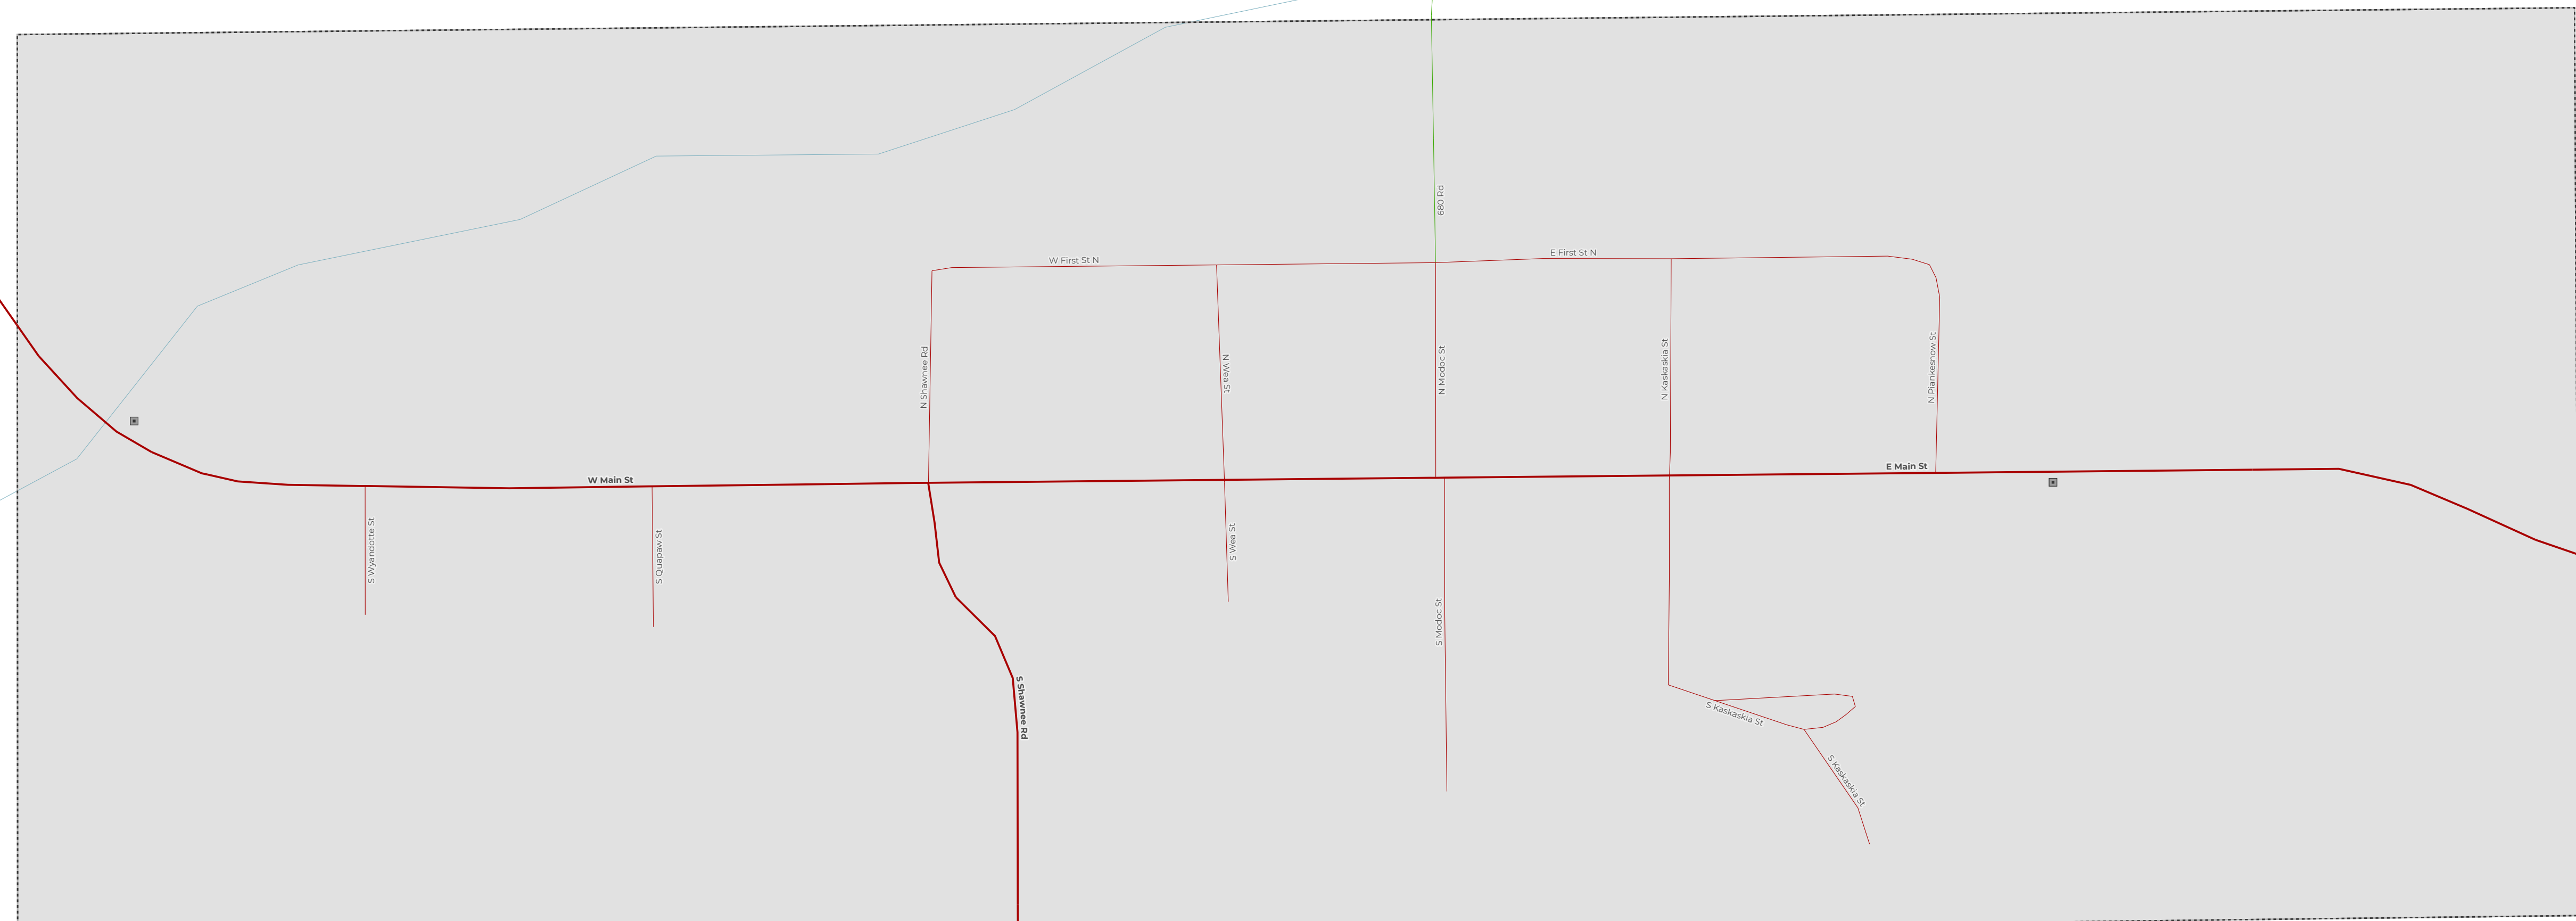 680 Rd
W First St N
E First St N
N Shawnee Rd
N Wea St
N Modoc St
N Kaskaskia St
N Piankesnow St
W Main St
E Main St
S Wyandotte St
S Quapaw St
S Wea St
S Modoc St
S Shawnee Rd
S Kaskaskia St
S Kaskaskia St